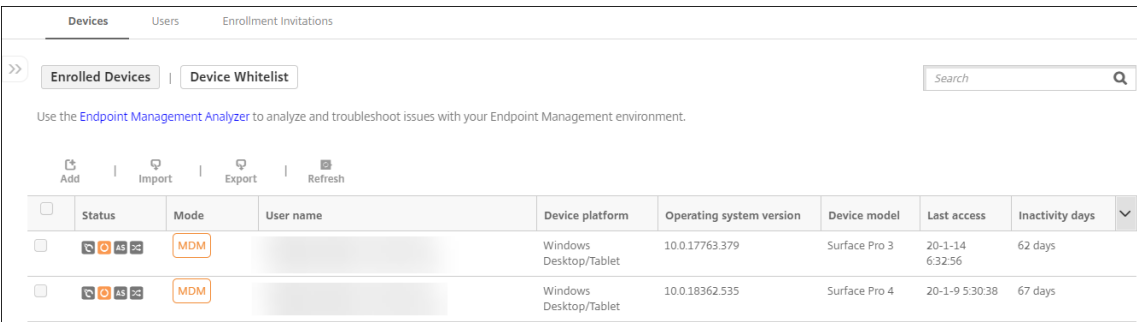 Devices Users Enrollment Invitations
Enrolled Devices | Device Whitelist Search
Use the Endpoint Management Analyzer to analyze and troubleshoot issues with your Endpoint Management environment.
Add | Import | Export | Refresh
Status Mode User name Device platform Operating system version Device model Last access Inactivity days
AS MDM Windows Desktop/Tablet 10.0.17763.379 Surface Pro 3 20-1-14 6:32:56 62 days
AS MDM Windows Desktop/Tablet 10.0.18362.535 Surface Pro 4 20-1-9 5:30:38 67 days